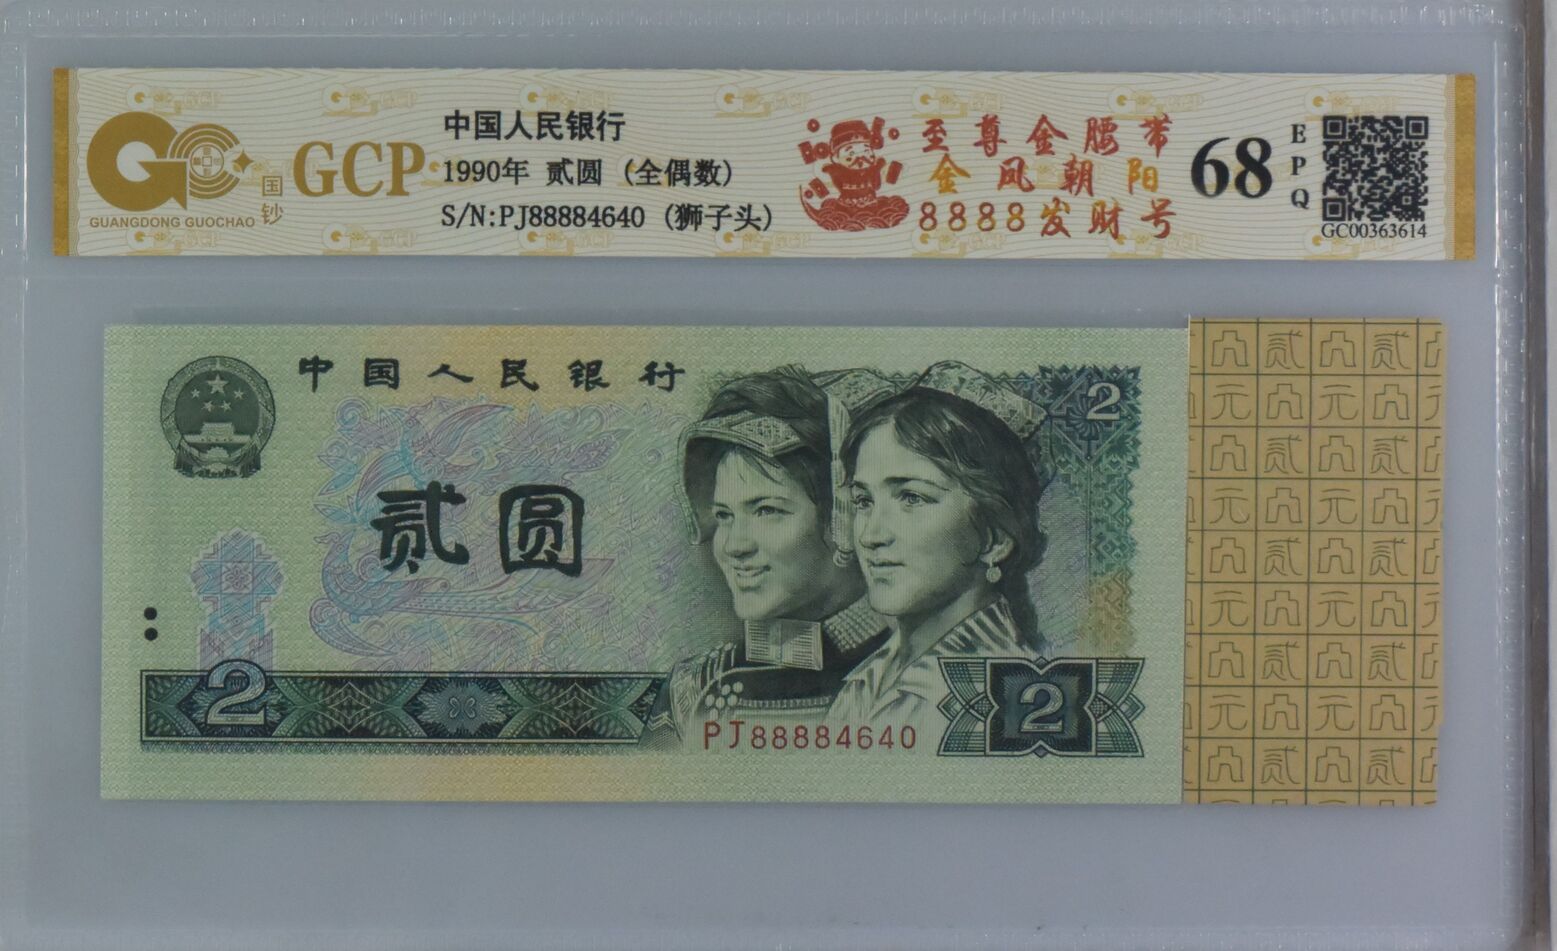 GCP
国钞
GUANGDONG GUOCHAO
中国人民银行
1990年 贰圆 (全偶数)
S/N:PJ88884640 (狮子头)
至尊金腰带
金凤朝阳
8888发财号
68
EPQ
GC00363614
中国人民银行
2
贰圆
2
2
PJ88884640